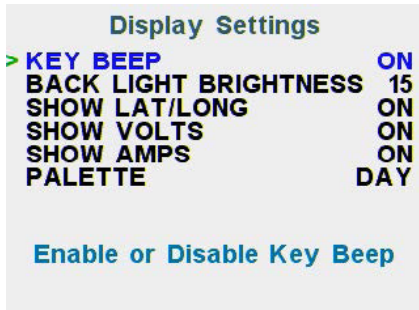 Display Settings
> KEY BEEP ON
BACK LIGHT BRIGHTNESS 15
SHOW LAT/LONG ON
SHOW VOLTS ON
SHOW AMPS ON
PALETTE DAY
Enable or Disable Key Beep